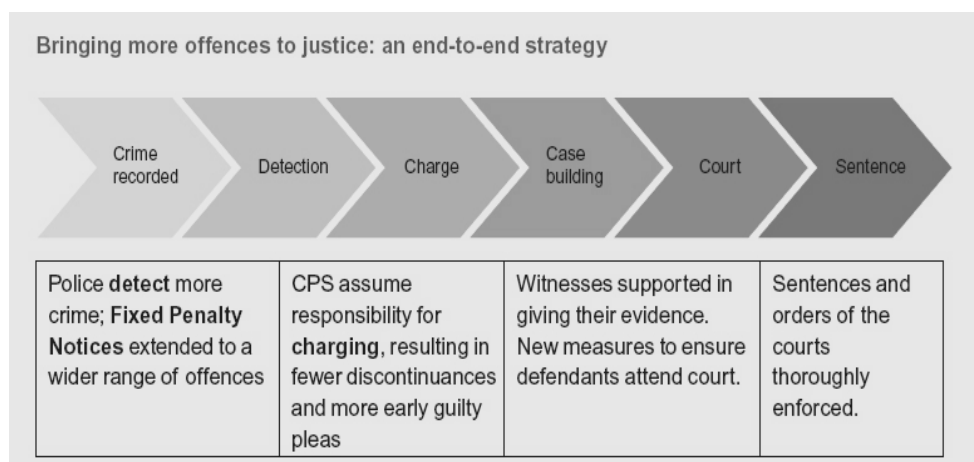 Bringing more offences to justice: an end-to-end strategy
Crime
recorded
Detection
Charge
Case
building
Court
Sentence
Police detect more
crime; Fixed Penalty
Notices extended to a
wider range of offences
CPS assume
responsibility for
charging, resulting in
fewer discontinuances
and more early guilty
pleas
Witnesses supported in
giving their evidence.
New measures to ensure
defendants attend court.
Sentences and
orders of the
courts
thoroughly
enforced.